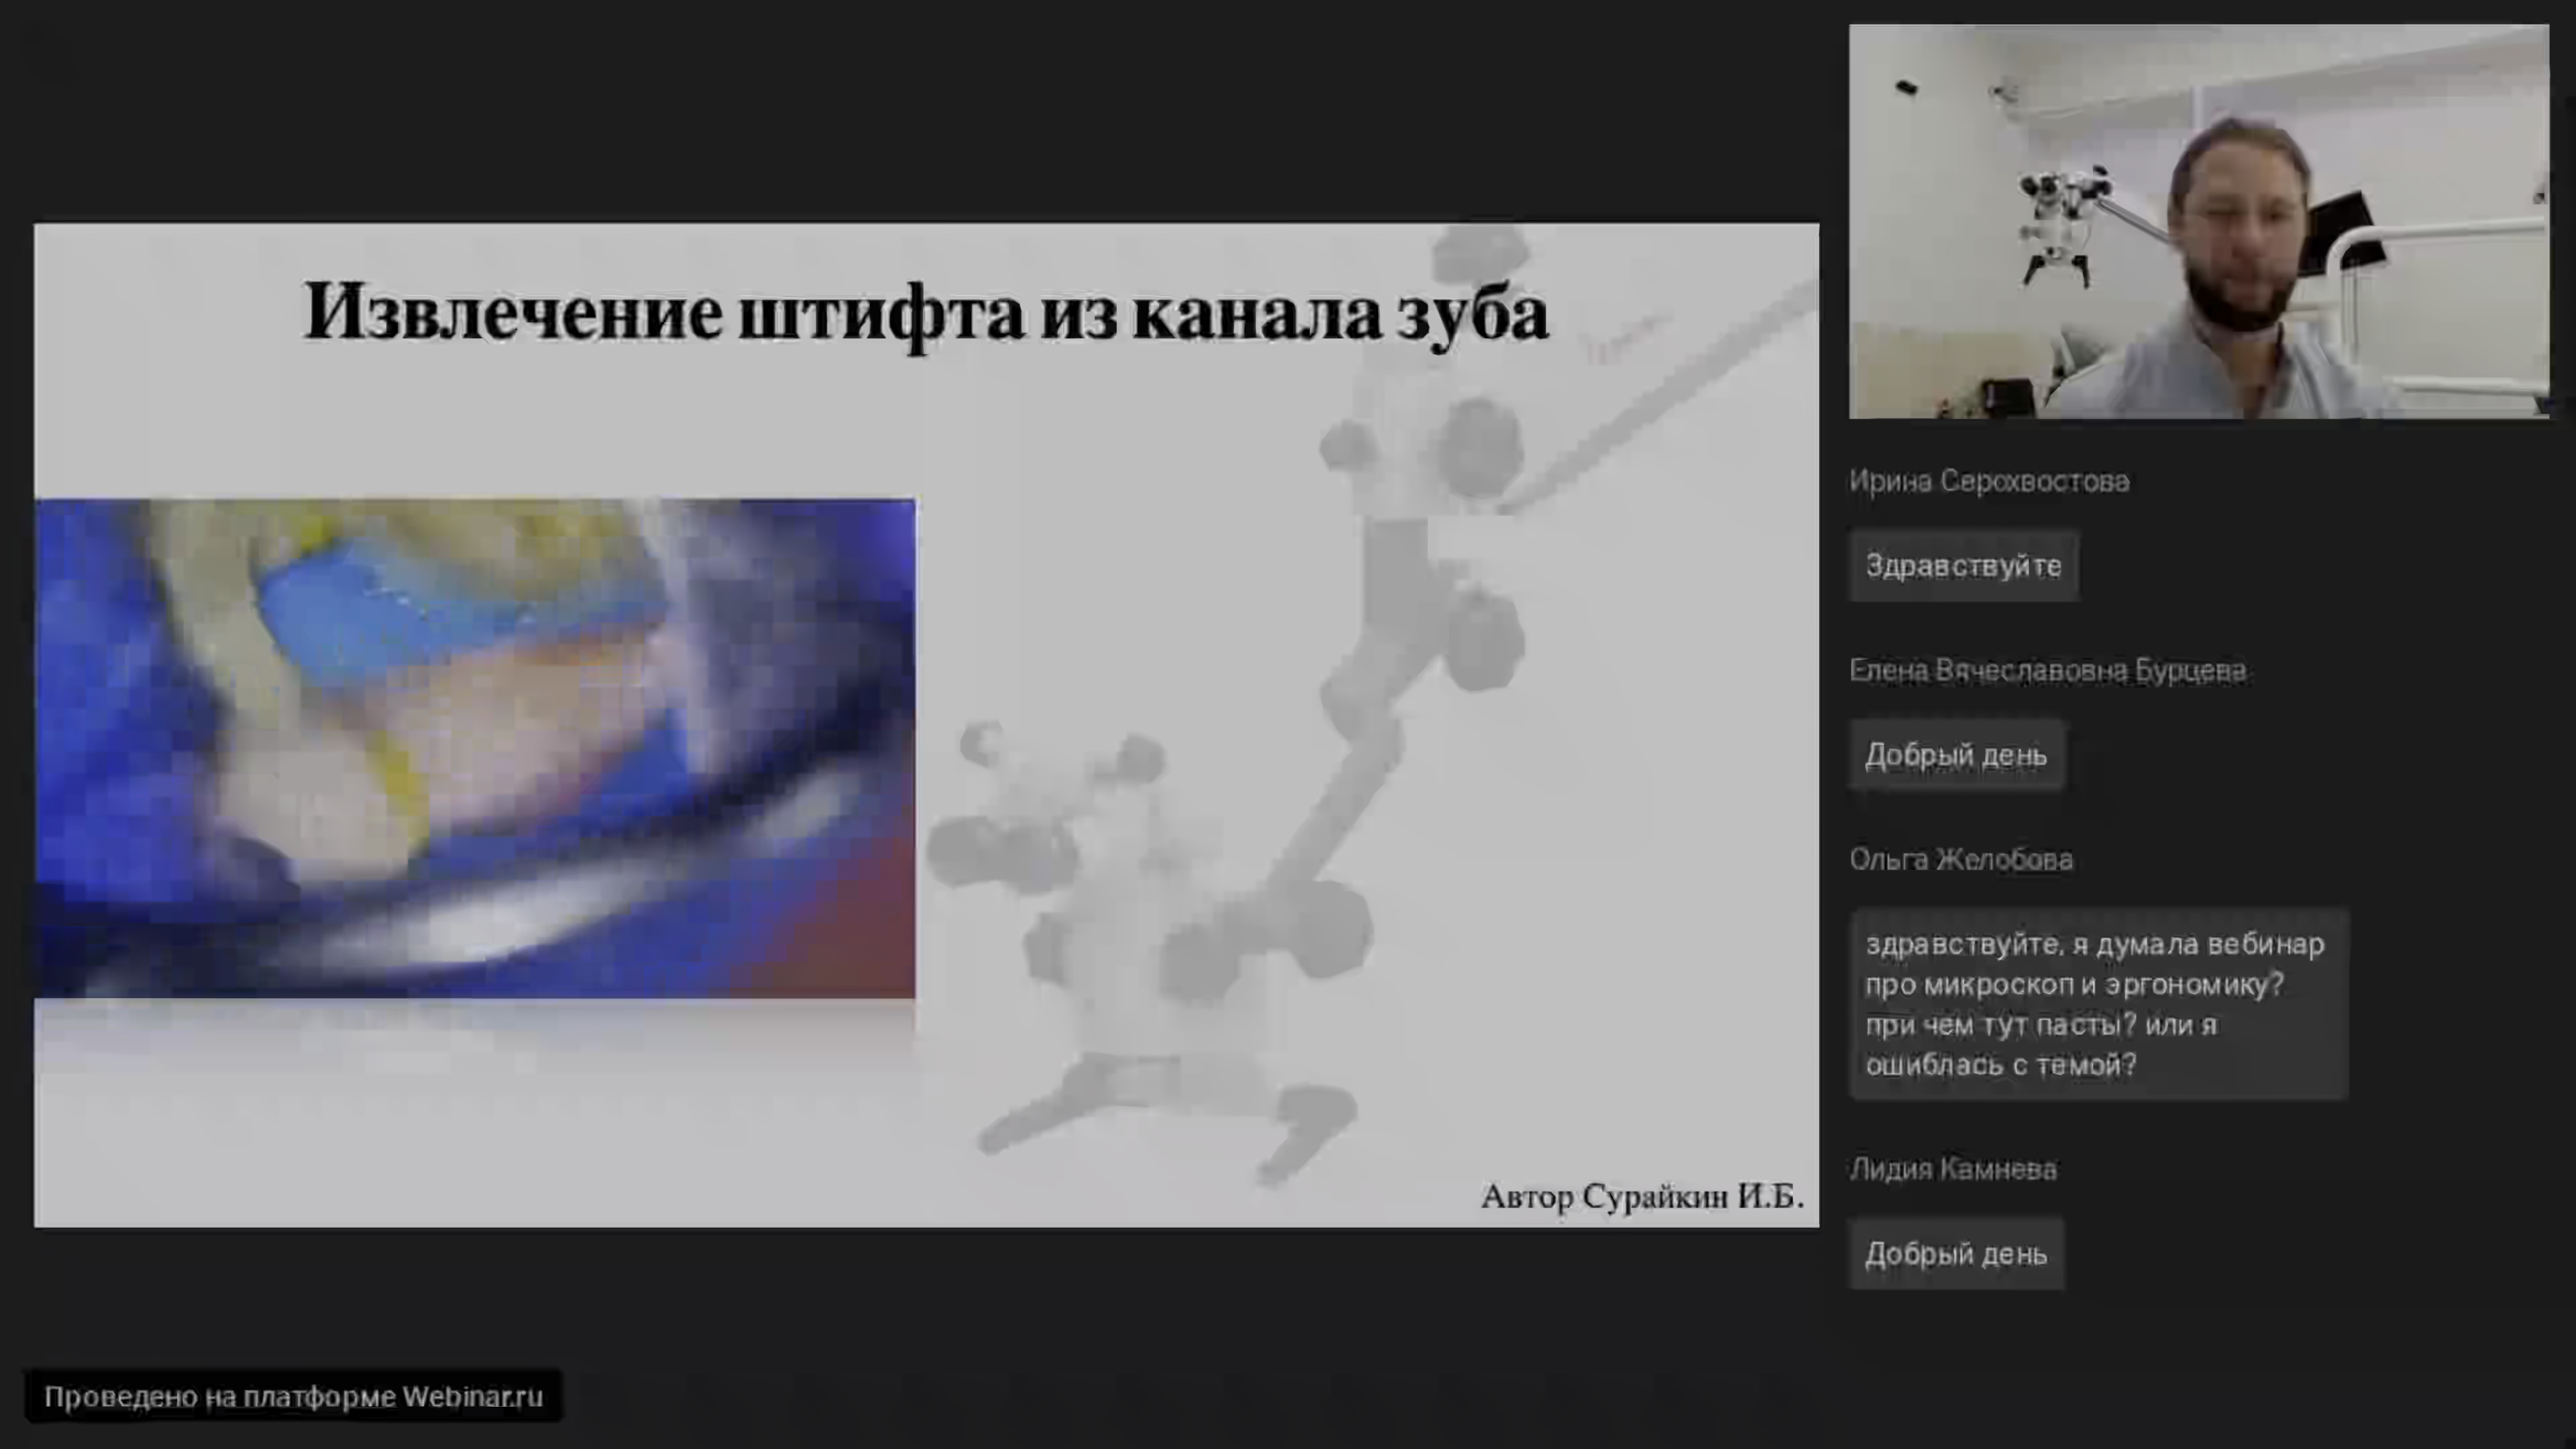 Извлечение штифта из канала зуба
Автор Сурайкин И.Б.
Ирина Серохвостова
Здравствуйте
Елена Вячеславовна Бурцева
Добрый день
Ольга Желобова
здравствуйте, я думала вебинар
про микроскоп и эргономику?
при чем тут пасты? или я
ошиблась с темой?
Лидия Камнева
Добрый день
Проведено на платформе Webinar.ru